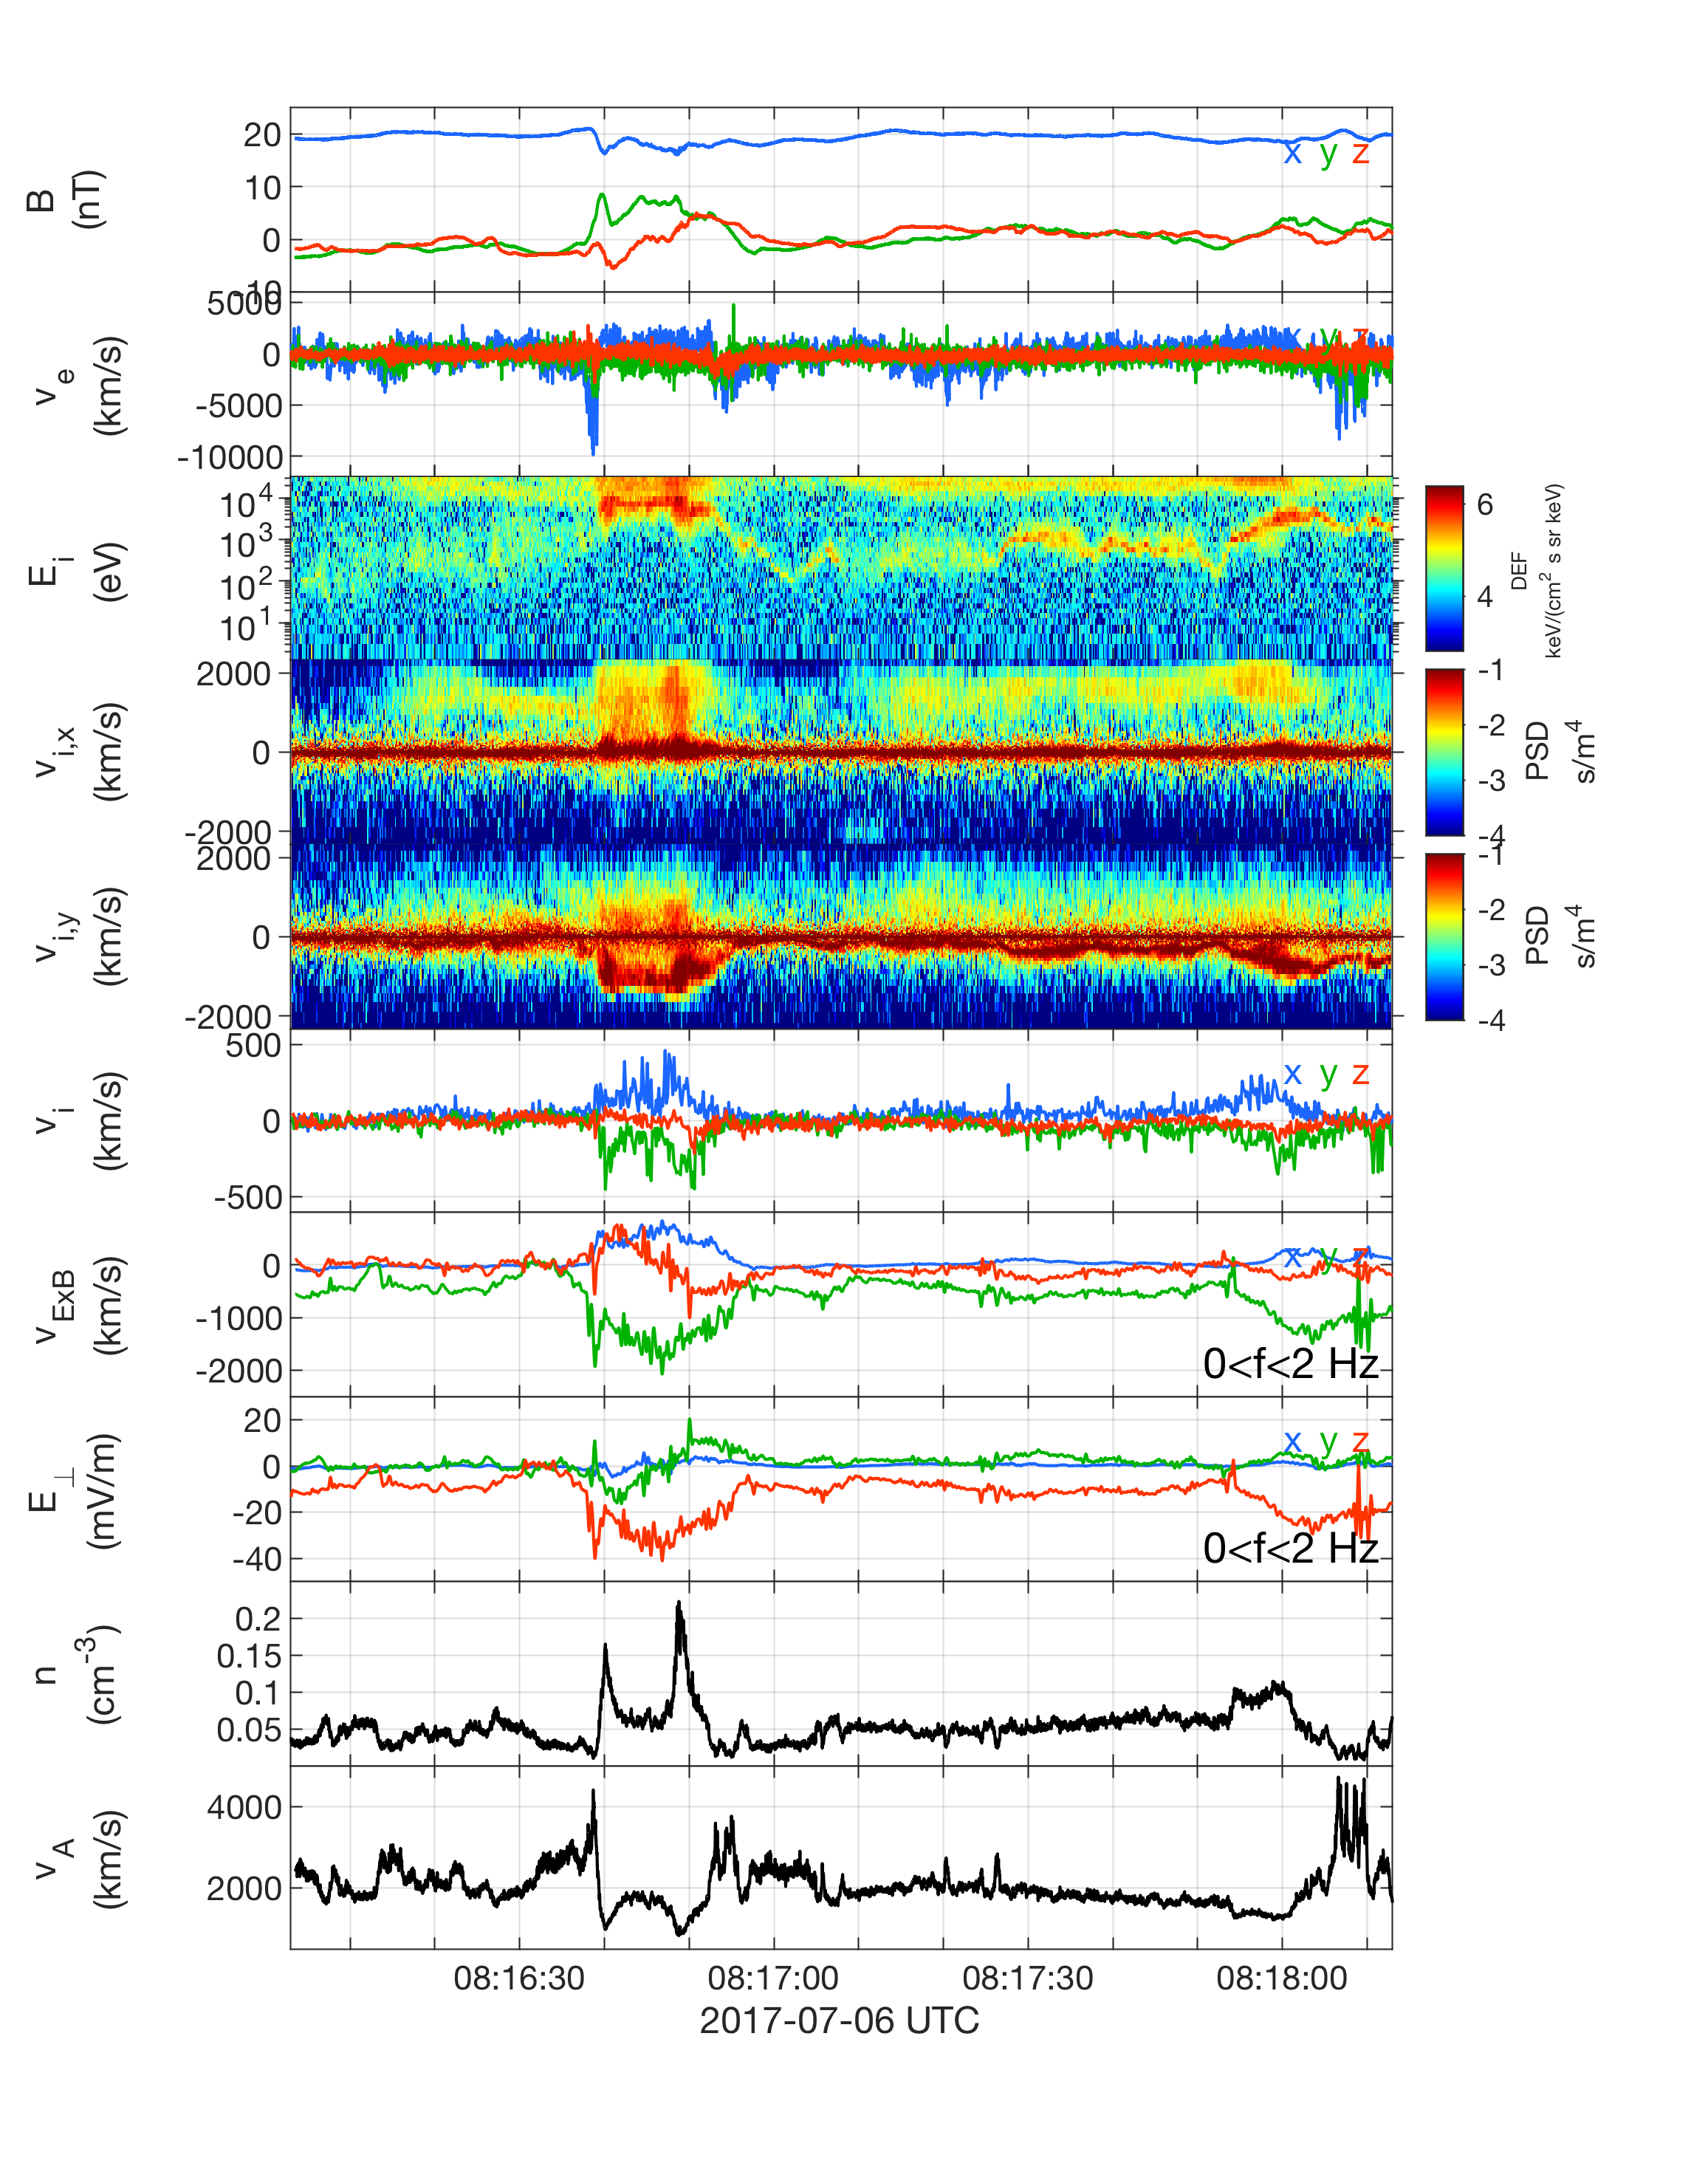 B
(nT)
20
10
0
-10
x y z
v e
(km/s)
5000
0
-5000
-10000
x y z
E i
(eV)
10^4
10^3
10^2
10^1
6
4
DEF
keV/(cm^2 s sr keV)
v i,x
(km/s)
2000
0
-2000
-1
-2
-3
-4
PSD
s/m^4
v i,y
(km/s)
2000
0
-2000
-1
-2
-3
-4
PSD
s/m^4
v i
(km/s)
500
0
-500
x y z
v ExB
(km/s)
0
-1000
-2000
x y z
0<f<2 Hz
E ⊥
(mV/m)
20
0
-20
-40
x y z
0<f<2 Hz
n
(cm^-3)
0.2
0.15
0.1
0.05
v A
(km/s)
4000
2000
08:16:30 08:17:00 08:17:30 08:18:00
2017-07-06 UTC